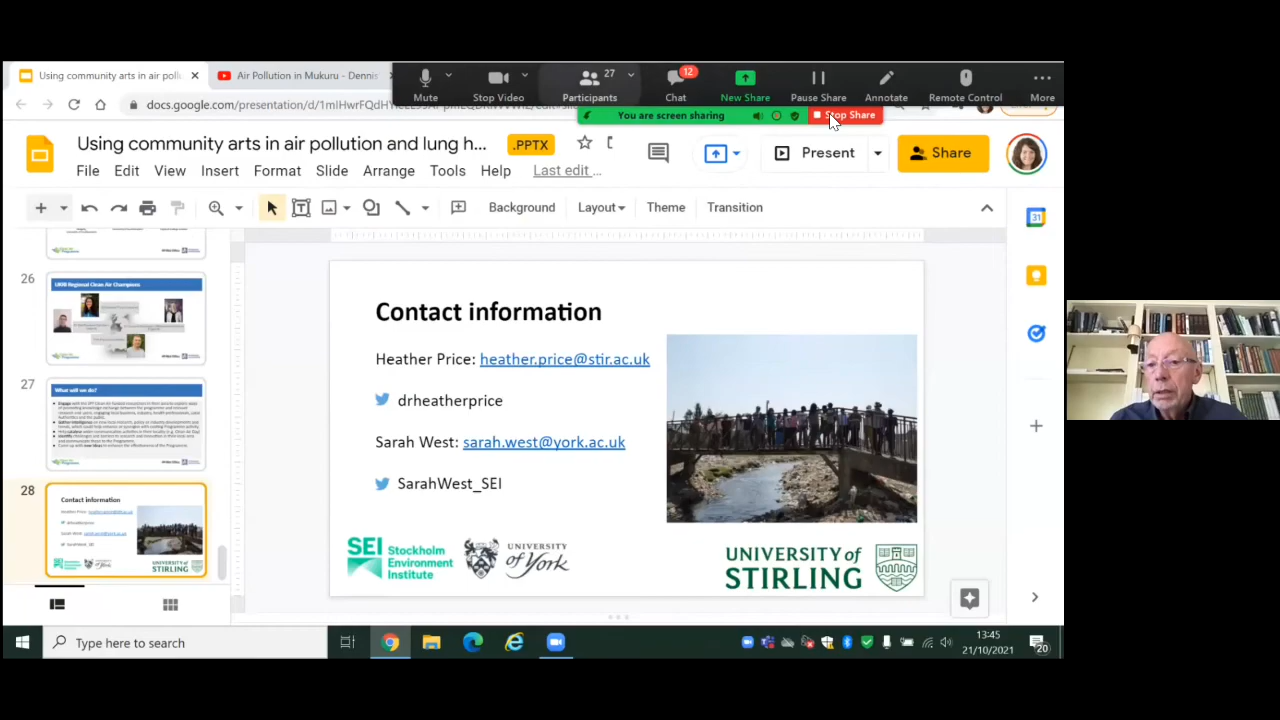 Using community arts in air poll
Air Pollution in Mukuru - Dennis
27
12
Mute
Stop Video
Participants
Chat
New Share
Pause Share
Annotate
Remote Control
More
You are screen sharing
Stop Share
Using community arts in air pollution and lung h...
.PPTX
Present
Share
File Edit View Insert Format Slide Arrange Tools Help Last edit ...
Background Layout Theme Transition
31
26
UKRI Regional Clean Air Champions
27
What will we do?
28
Contact information
Contact information
Heather Price: heather.price@stir.ac.uk
drheatherprice
Sarah West: sarah.west@york.ac.uk
SarahWest_SEI
SEI Stockholm
Environment
Institute
UNIVERSITY
of York
UNIVERSITY of
STIRLING
Type here to search
13:45
21/10/2021
20